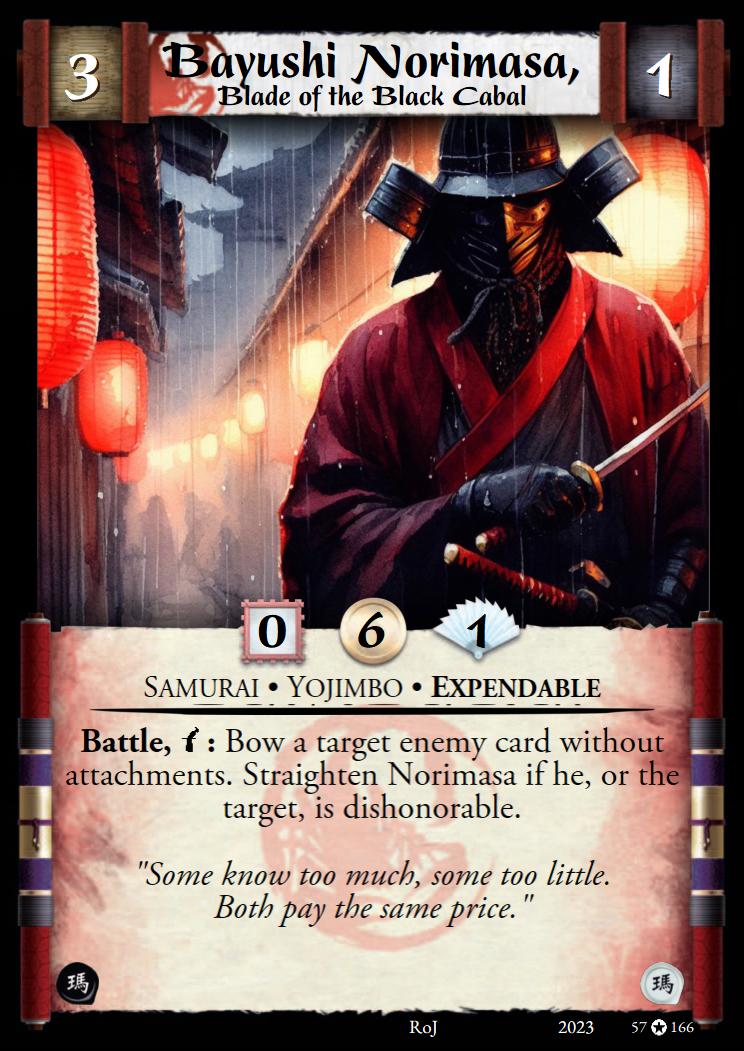 3
Bayushi Norimasa,
1
Blade of the Black Cabal
0
6
1
SAMURAI • YOJIMBO • EXPENDABLE
Battle, : Bow a target enemy card without
attachments. Straighten Norimasa if he, or the
target, is dishonorable.
"Some know too much, some too little.
Both pay the same price."
瑪
瑪
RoJ
2023
57 ✪ 166